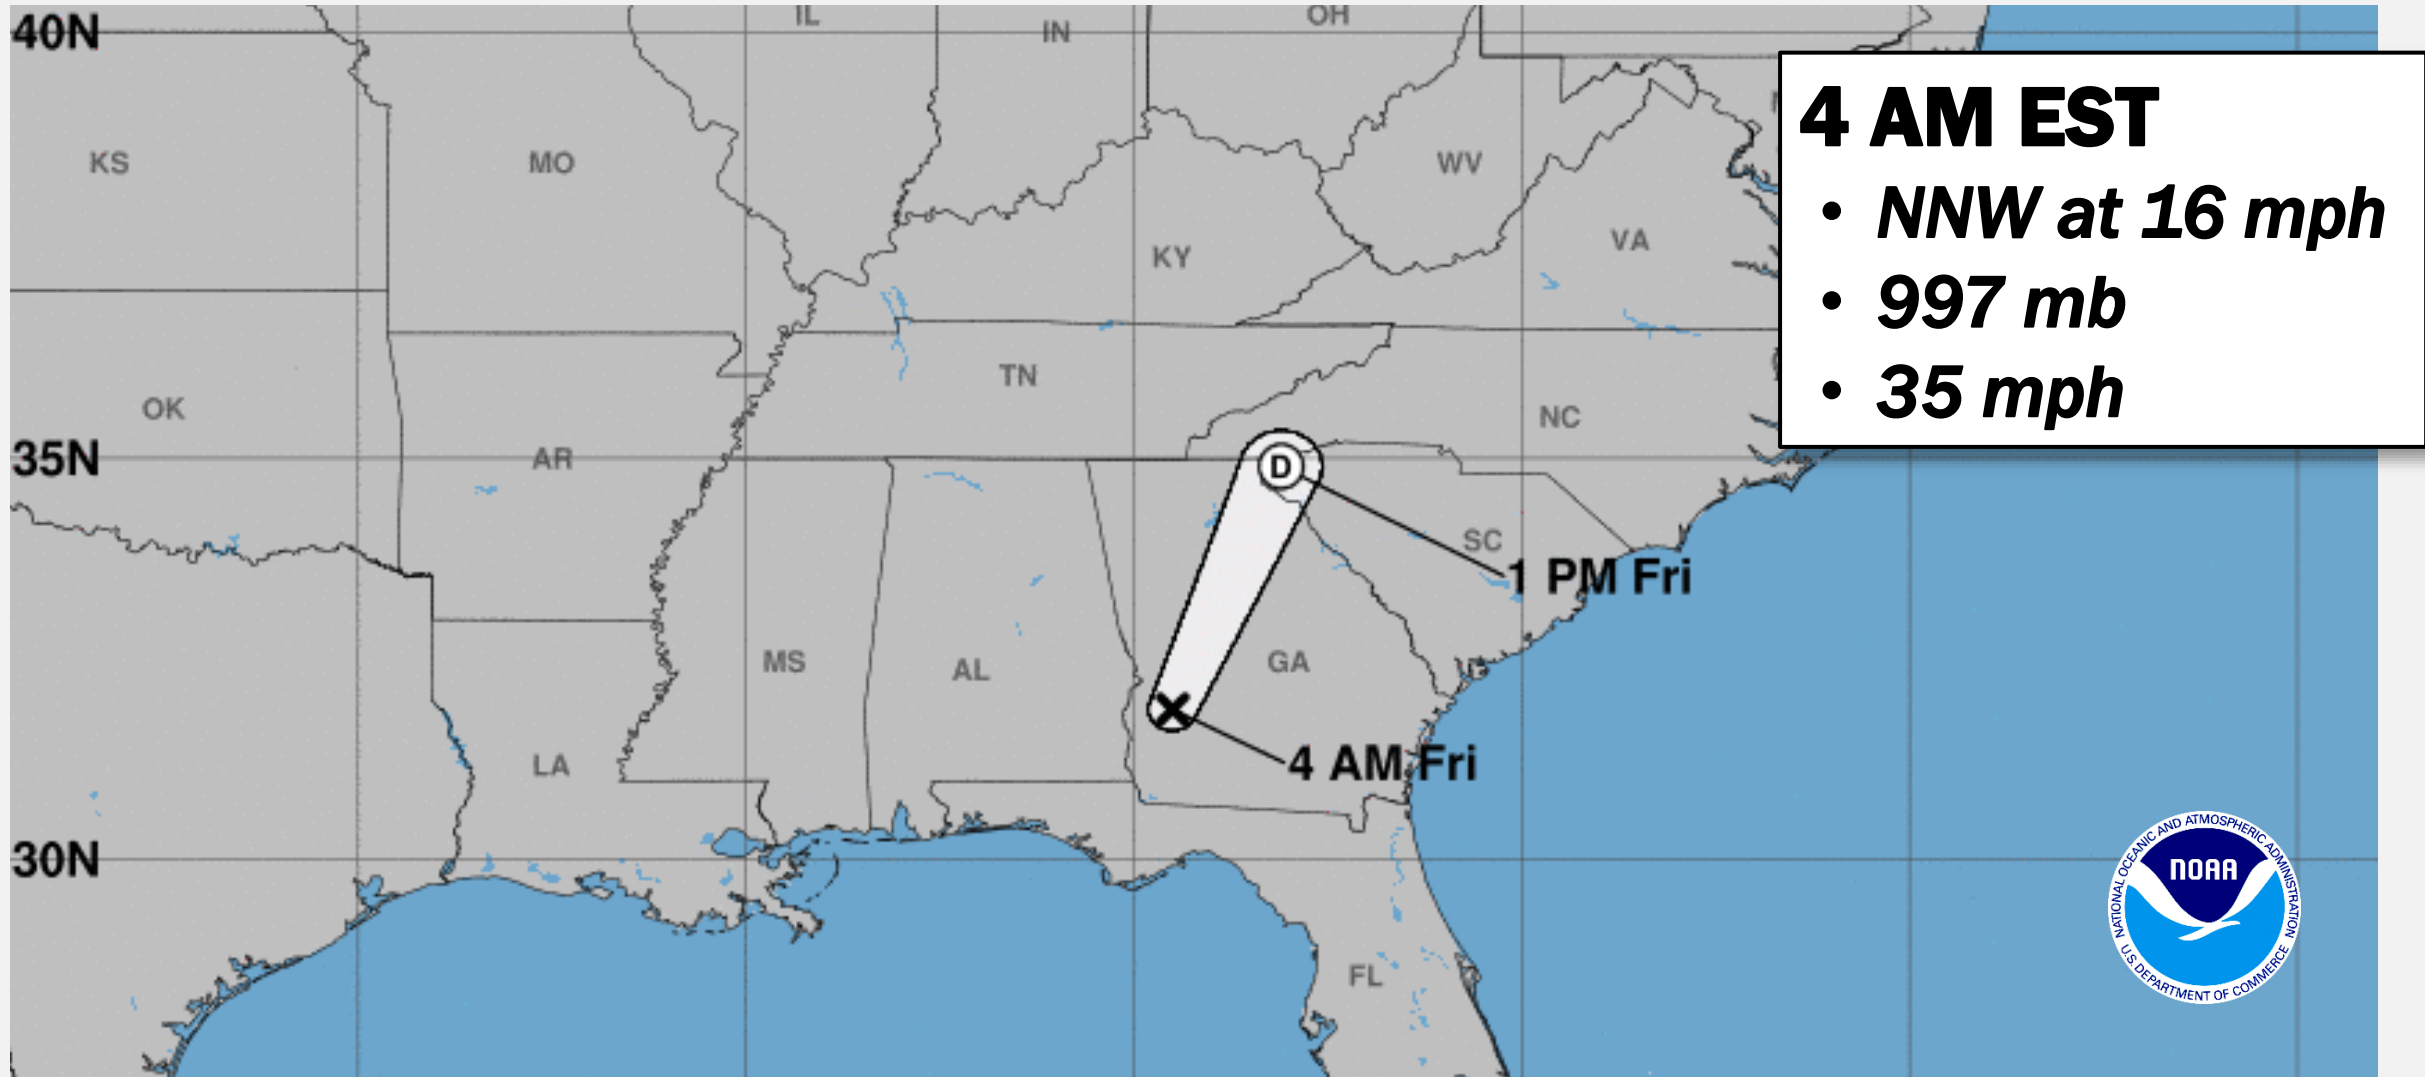 IL
IN
OH
40N
4 AM EST
• NNW at 16 mph
• 997 mb
• 35 mph
KS
MO
WV
VA
KY
TN
OK
NC
35N
AR
D
SC
1 PM Fri
MS
AL
GA
LA
4 AM Fri
30N
FL
NATIONAL OCEANIC AND ATMOSPHERIC ADMINISTRATION
NOAA
U.S. DEPARTMENT OF COMMERCE